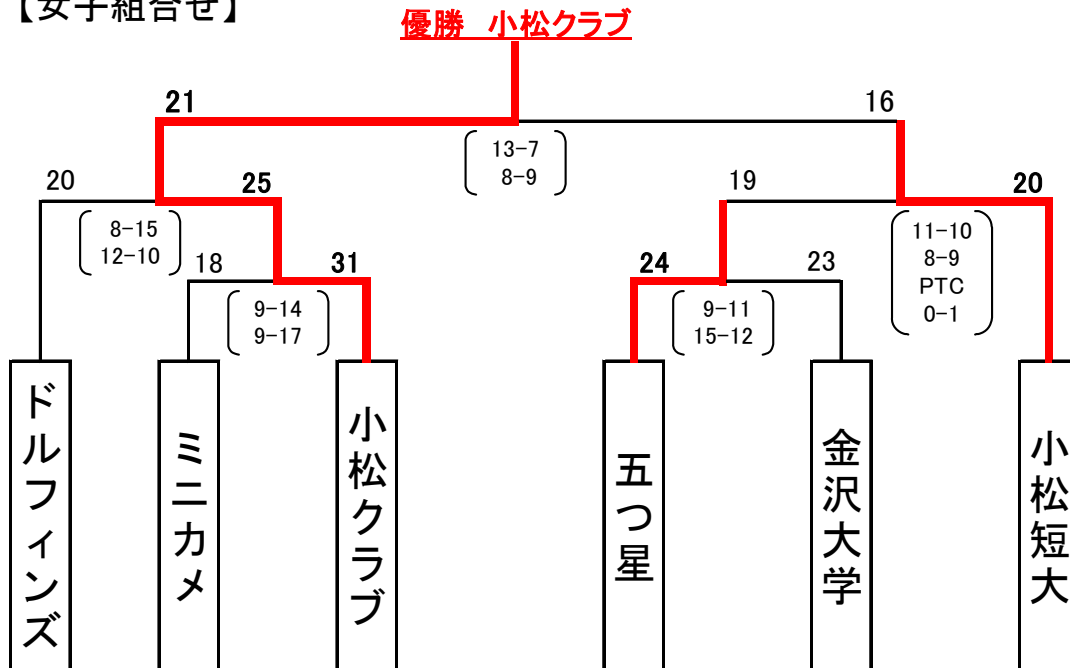 【女子組合せ】
優勝 小松クラブ
21
16
13-7
8-9
20
25
19
20
8-15
12-10
11-10
8-9
PTC
0-1
18
31
24
23
9-14
9-17
9-11
15-12
ドルフィンズ
ミニカメ
小松クラブ
五つ星
金沢大学
小松短大